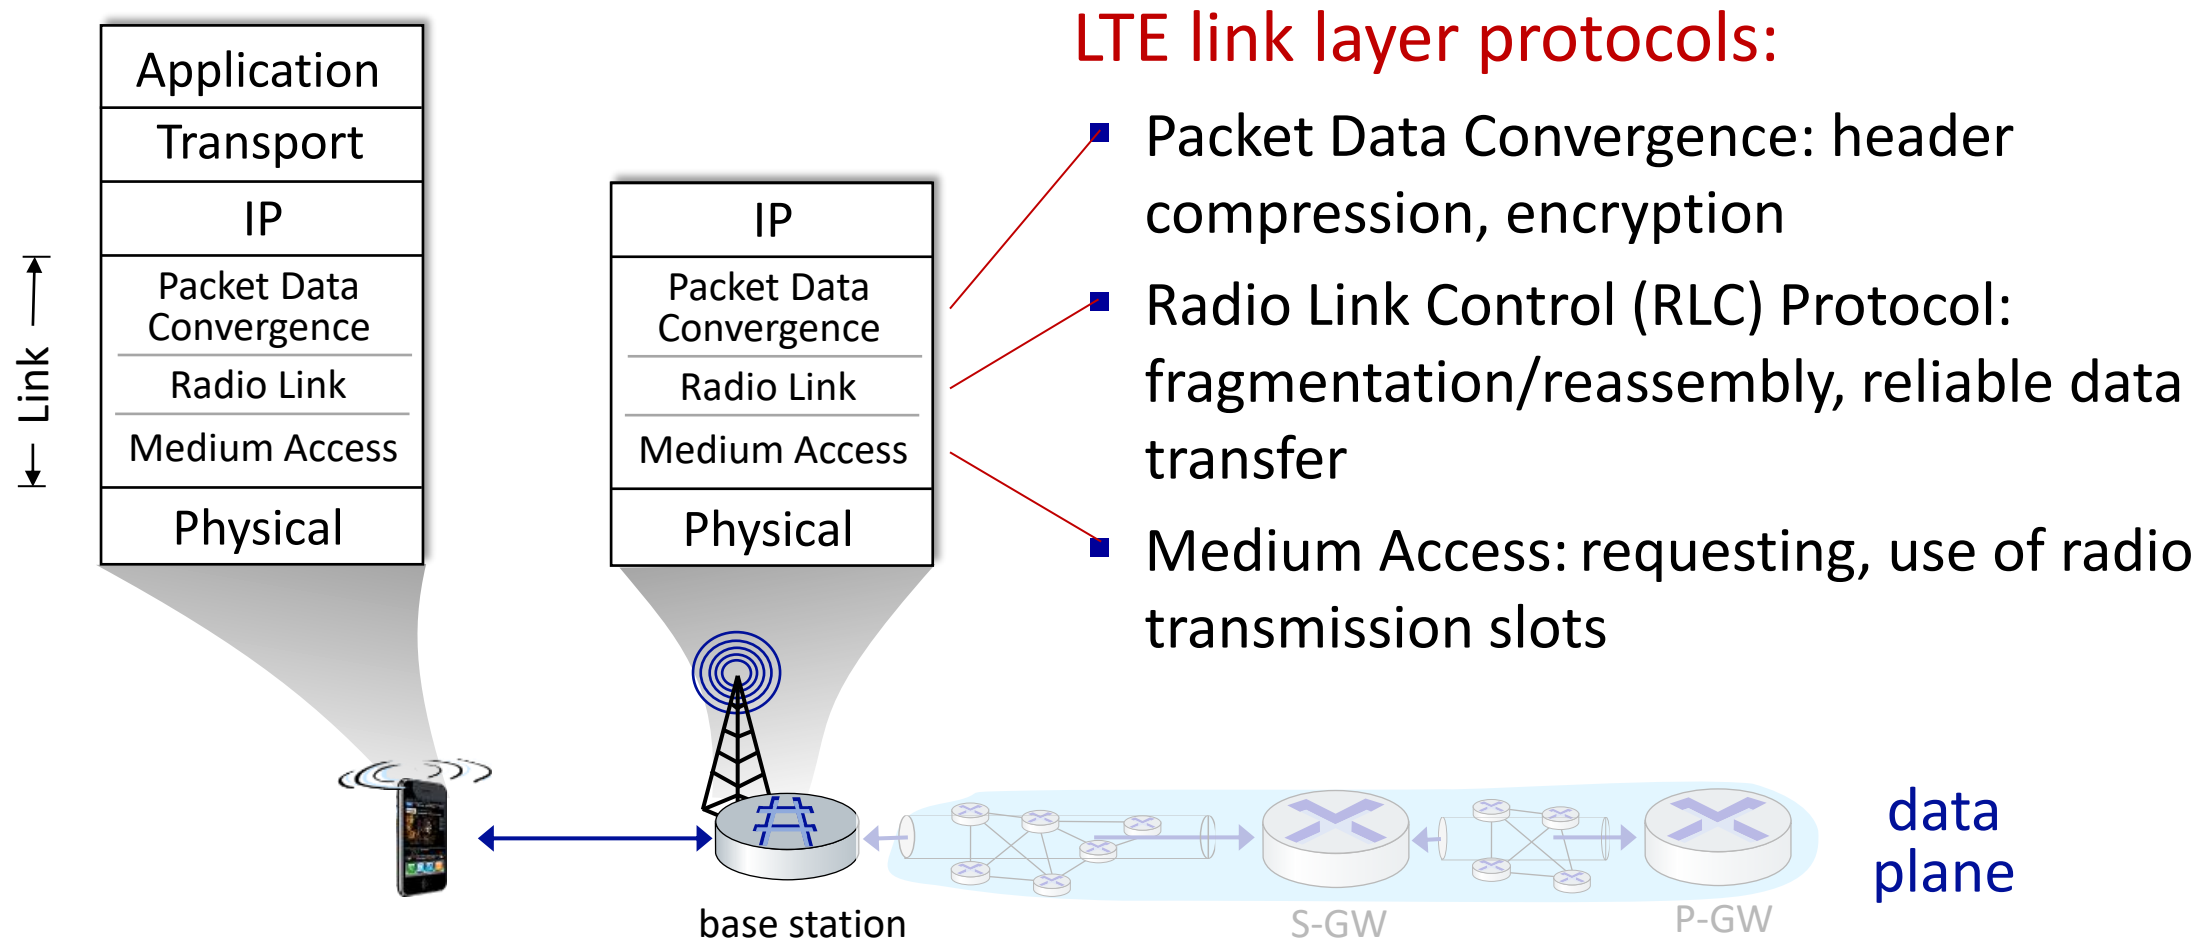 Application
Transport
IP
Packet Data
Convergence
Radio Link
Medium Access
Physical
Link
IP
Packet Data
Convergence
Radio Link
Medium Access
Physical
LTE link layer protocols:
Packet Data Convergence: header
compression, encryption
Radio Link Control (RLC) Protocol:
fragmentation/reassembly, reliable data
transfer
Medium Access: requesting, use of radio
transmission slots
base station
S-GW
P-GW
data
plane